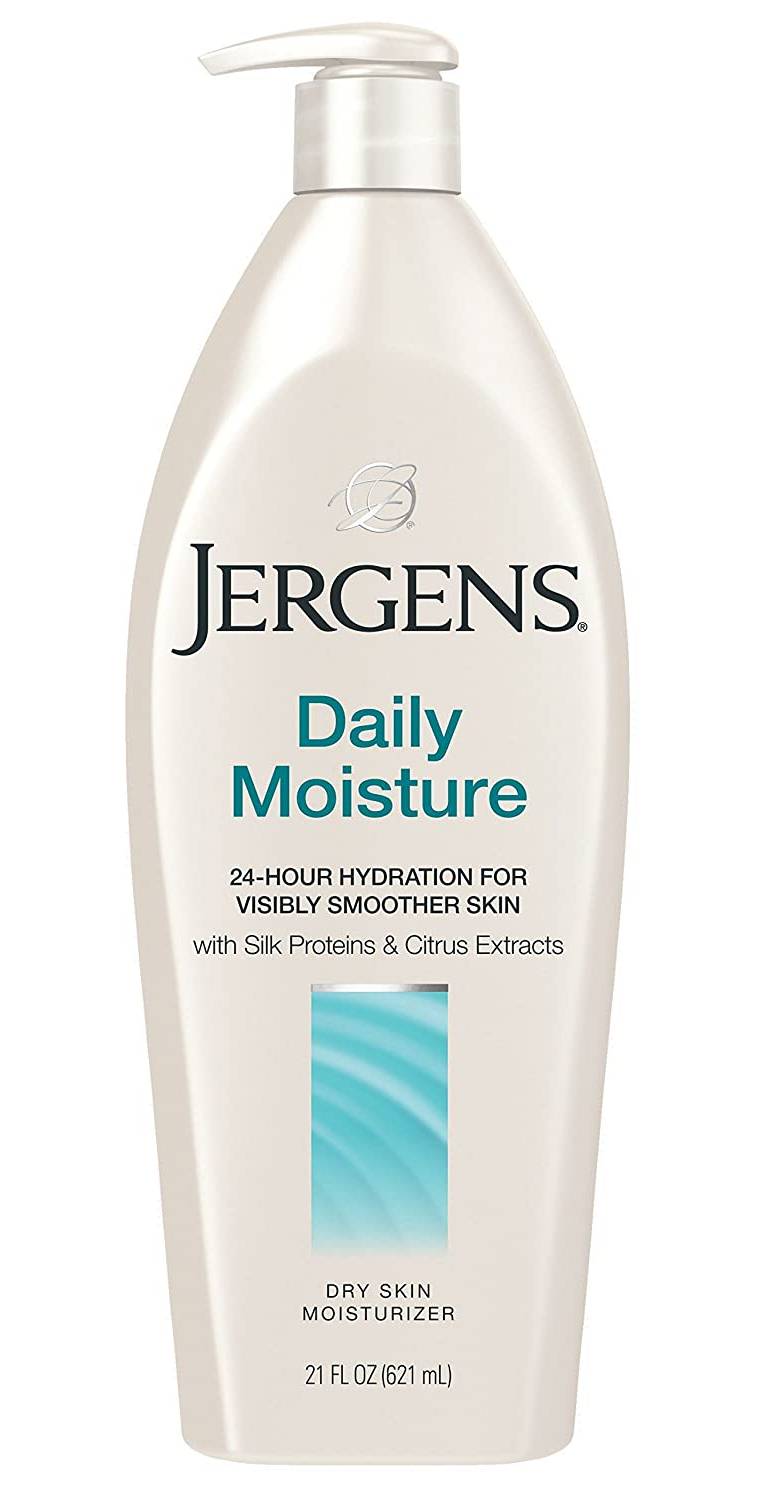 JERGENS®
Daily
Moisture
24-HOUR HYDRATION FOR
VISIBLY SMOOTHER SKIN
with Silk Proteins & Citrus Extracts
DRY SKIN
MOISTURIZER
21 FL OZ (621 mL)